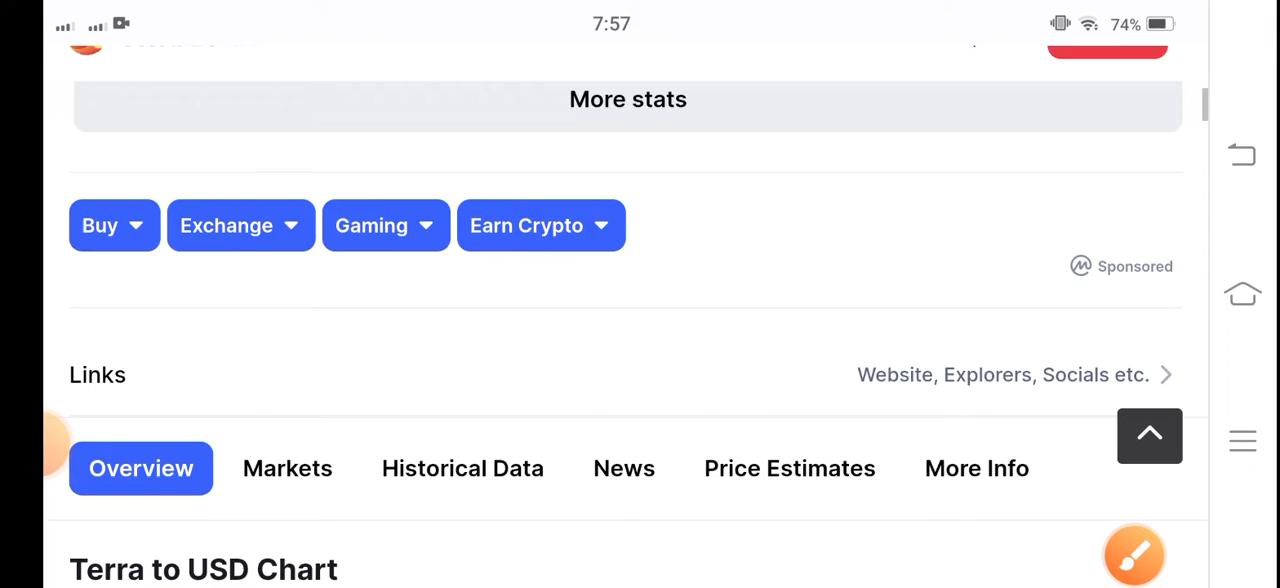 7:57
74%
More stats
Buy
Exchange
Gaming
Earn Crypto
Sponsored
Links
Website, Explorers, Socials etc.
Overview
Markets
Historical Data
News
Price Estimates
More Info
Terra to USD Chart